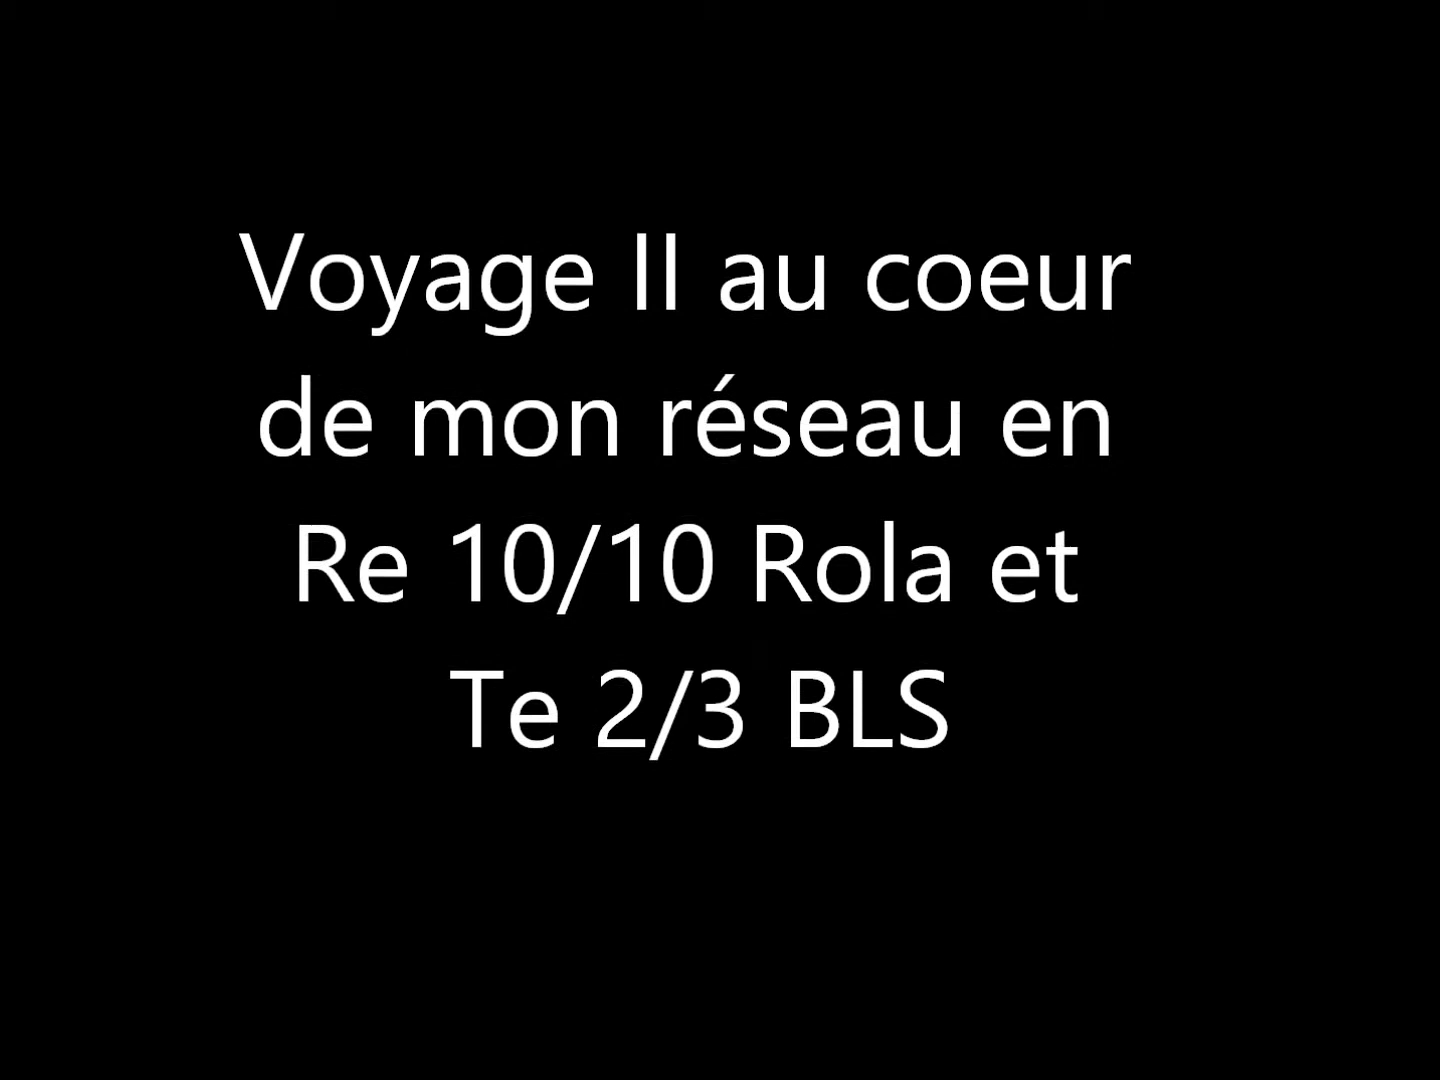 Voyage II au coeur
de mon réseau en
Re 10/10 Rola et
Te 2/3 BLS